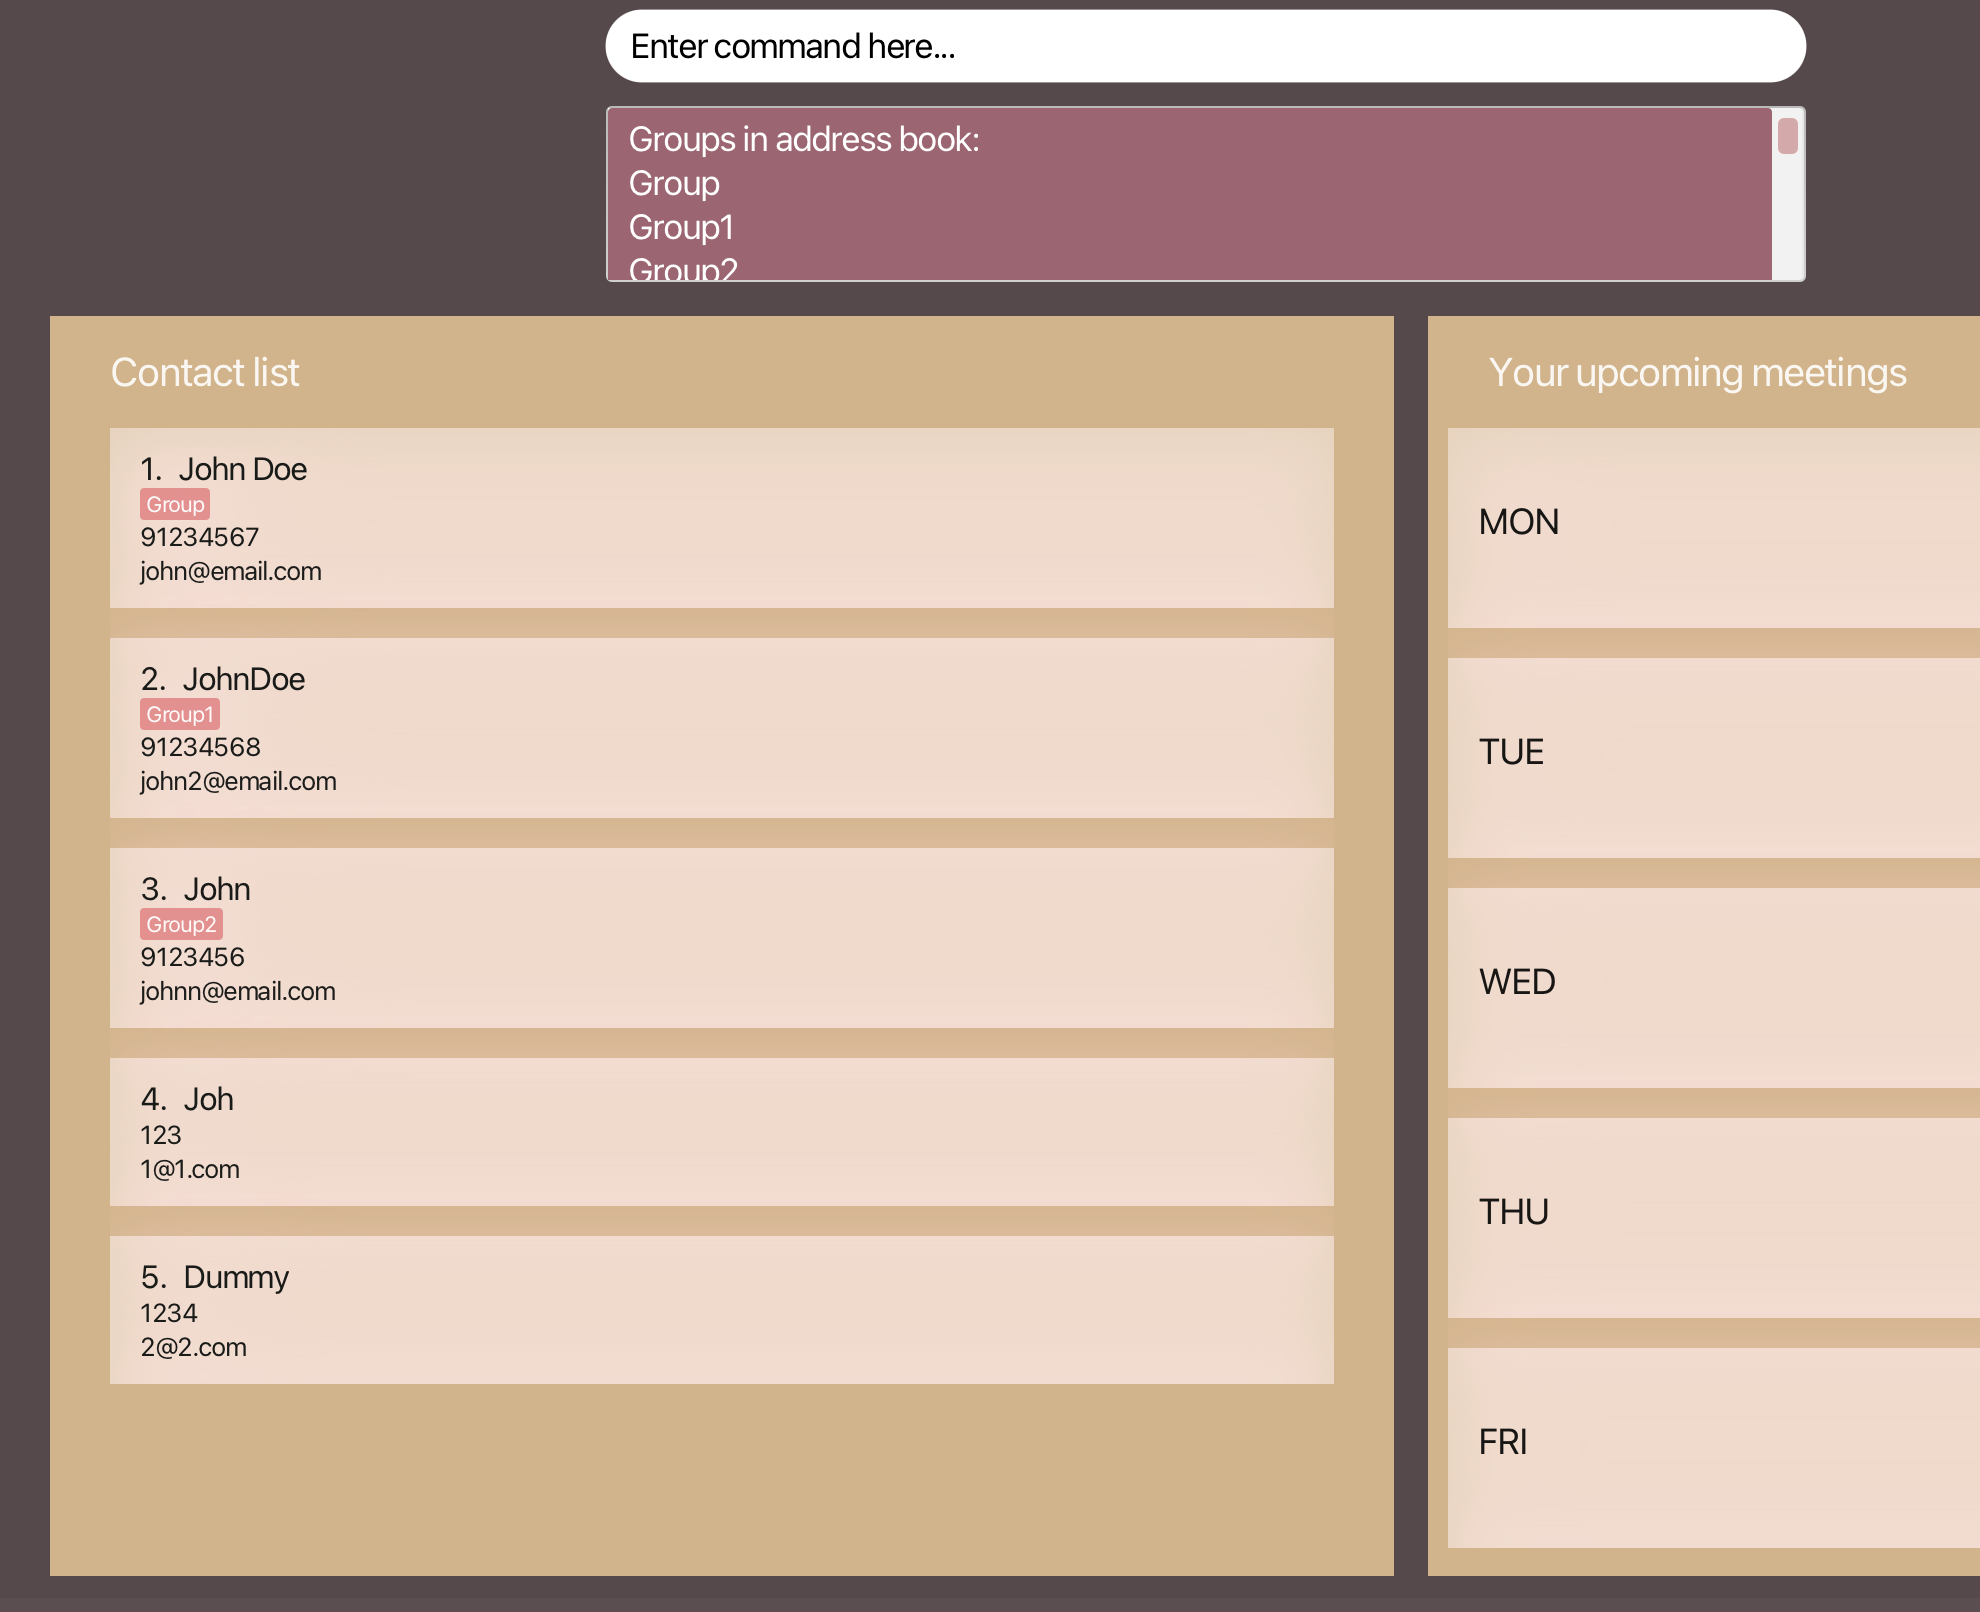 Enter command here...
Groups in address book:
Group
Group1
Group2
Contact list
1. John Doe
Group
91234567
john@email.com
2. JohnDoe
Group1
91234568
john2@email.com
3. John
Group2
9123456
johnn@email.com
4. Joh
123
1@1.com
5. Dummy
1234
2@2.com
Your upcoming meetings
MON
TUE
WED
THU
FRI